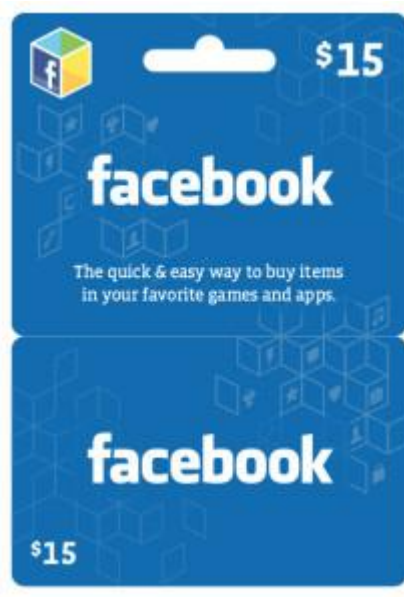 f
$15
facebook
The quick & easy way to buy items
in your favorite games and apps.
facebook
$15